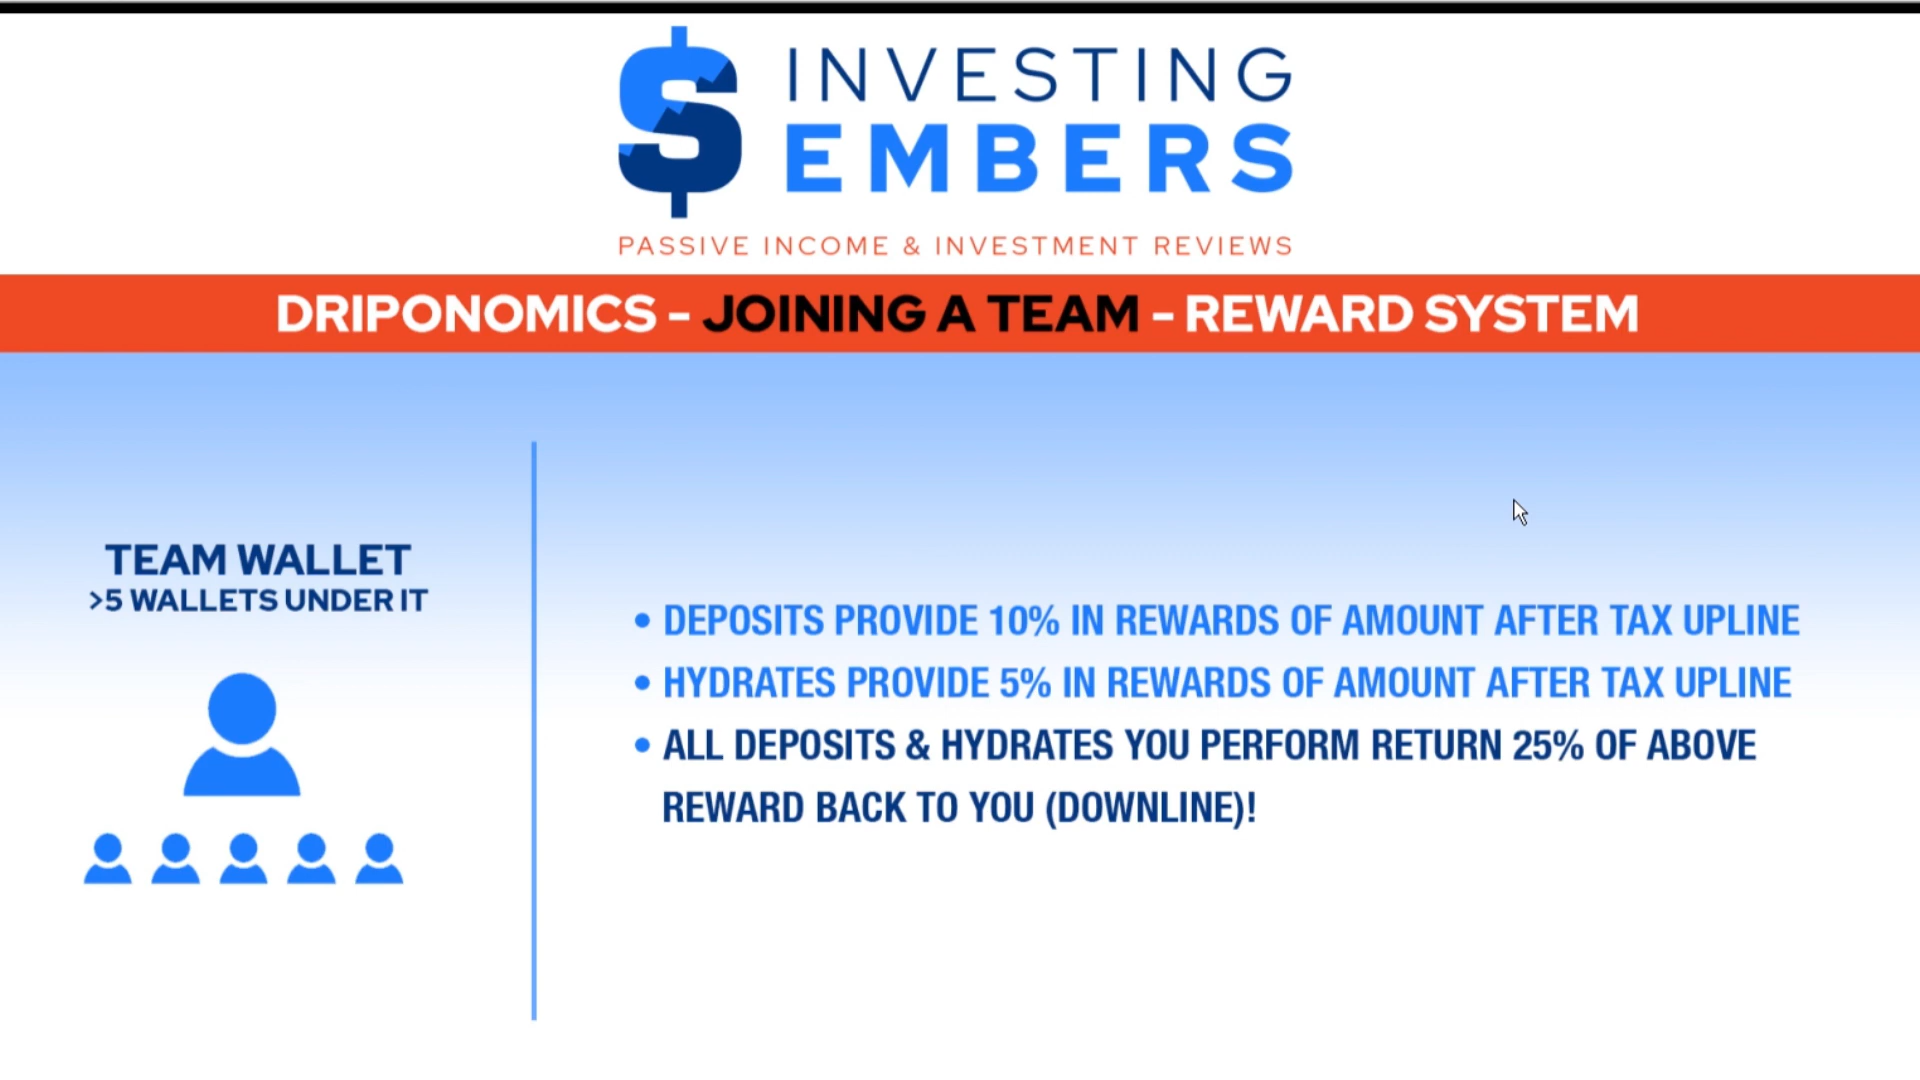 INVESTING
EMBERS
PASSIVE INCOME & INVESTMENT REVIEWS
DRIPONOMICS - JOINING A TEAM - REWARD SYSTEM
TEAM WALLET
>5 WALLETS UNDER IT
• DEPOSITS PROVIDE 10% IN REWARDS OF AMOUNT AFTER TAX UPLINE
• HYDRATES PROVIDE 5% IN REWARDS OF AMOUNT AFTER TAX UPLINE
• ALL DEPOSITS & HYDRATES YOU PERFORM RETURN 25% OF ABOVE
REWARD BACK TO YOU (DOWNLINE)!